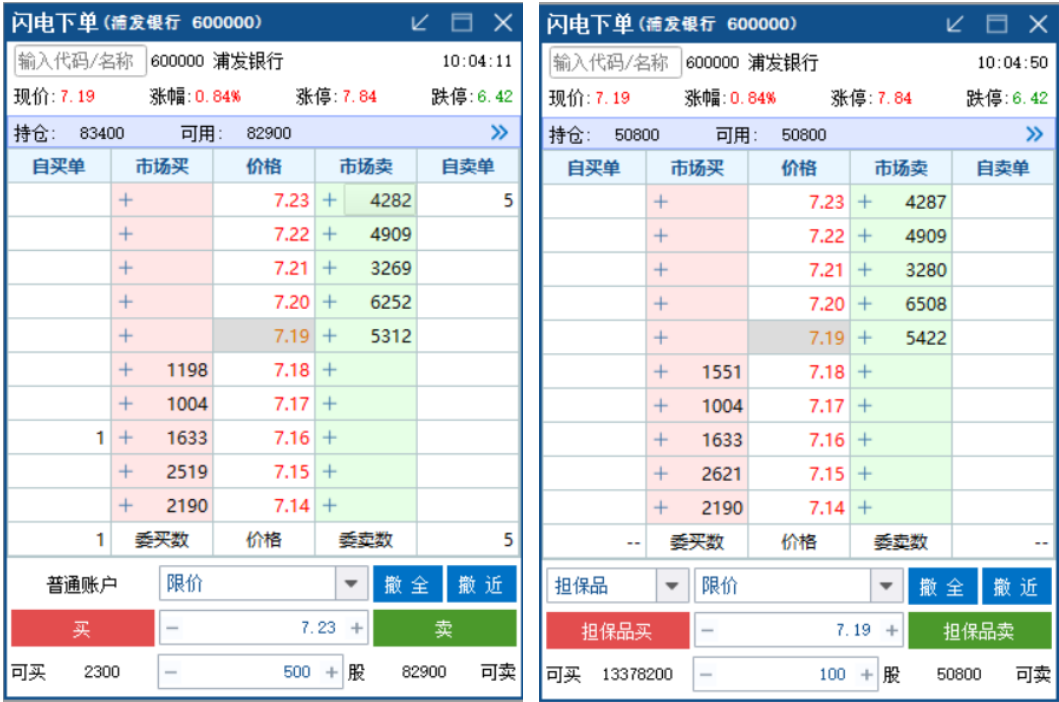 闪电下单(浦发银行 600000)
输入代码/名称 600000 浦发银行 10:04:11
现价:7.19 涨幅:0.84% 涨停:7.84 跌停:6.42
持仓: 83400 可用: 82900 »
自买单 市场买 价格 市场卖 自卖单
+ 7.23 + 4282 5
+ 7.22 + 4909
+ 7.21 + 3269
+ 7.20 + 6252
+ 7.19 + 5312
+ 1198 7.18 +
+ 1004 7.17 +
1 + 1633 7.16 +
+ 2519 7.15 +
+ 2190 7.14 +
1 委买数 价格 委卖数 5
普通账户 限价 撤 全 撤 近
买 − 7.23 + 卖
可买 2300 − 500 + 股 82900 可卖
闪电下单(浦发银行 600000)
输入代码/名称 600000 浦发银行 10:04:50
现价:7.19 涨幅:0.84% 涨停:7.84 跌停:6.42
持仓: 50800 可用: 50800 »
自买单 市场买 价格 市场卖 自卖单
+ 7.23 + 4287
+ 7.22 + 4909
+ 7.21 + 3280
+ 7.20 + 6508
+ 7.19 + 5422
+ 1551 7.18 +
+ 1004 7.17 +
+ 1633 7.16 +
+ 2621 7.15 +
+ 2190 7.14 +
-- 委买数 价格 委卖数 --
担保品 限价 撤 全 撤 近
担保品买 − 7.19 + 担保品卖
可买 13378200 − 100 + 股 50800 可卖